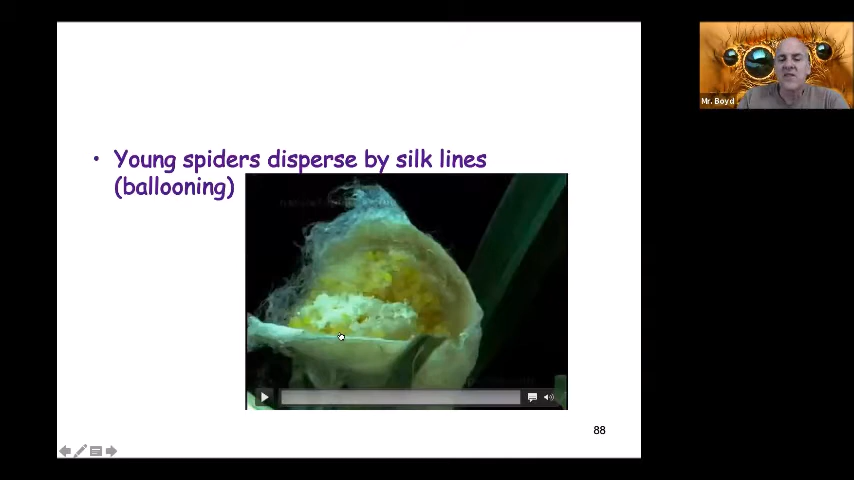 • Young spiders disperse by silk lines
(ballooning)
88
Mr. Boyd